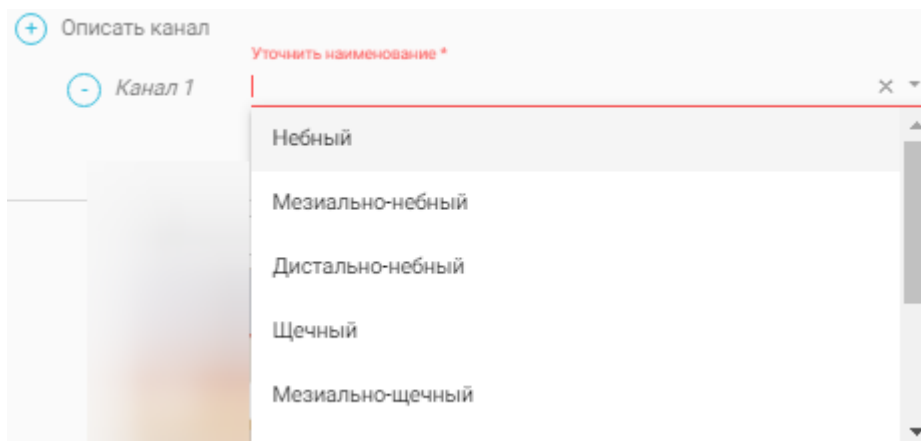 + Описать канал
Уточнить наименование *
- Канал 1
Небный
Мезиально-небный
Дистально-небный
Щечный
Мезиально-щечный